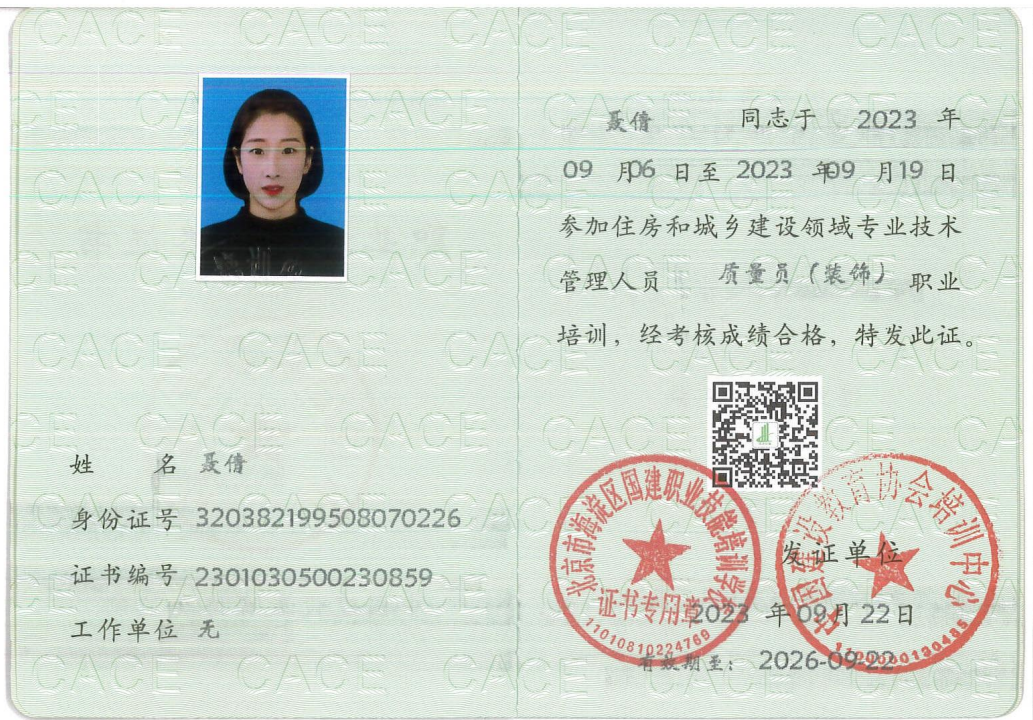 聂倩 同志于 2023 年
09 月06 日至 2023 年09 月19 日
参加住房和城乡建设领域专业技术
管理人员 质量员（装饰） 职业
培训，经考核成绩合格，特发此证。
姓 名 聂倩
身份证号 320382199508070226
证书编号 2301030500230859
工作单位 无
北京市海淀区国建职业技能培训学校
证书专用章
11010810224769
中国建设教育协会培训中心
发证单位
2023 年09月22日
有效期至： 2026-09-22
CACE